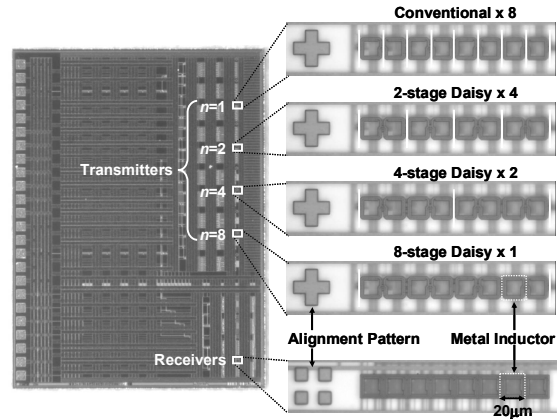 Conventional x 8
n=1
2-stage Daisy x 4
n=2
Transmitters
4-stage Daisy x 2
n=4
8-stage Daisy x 1
n=8
Alignment Pattern
Metal Inductor
Receivers
20μm